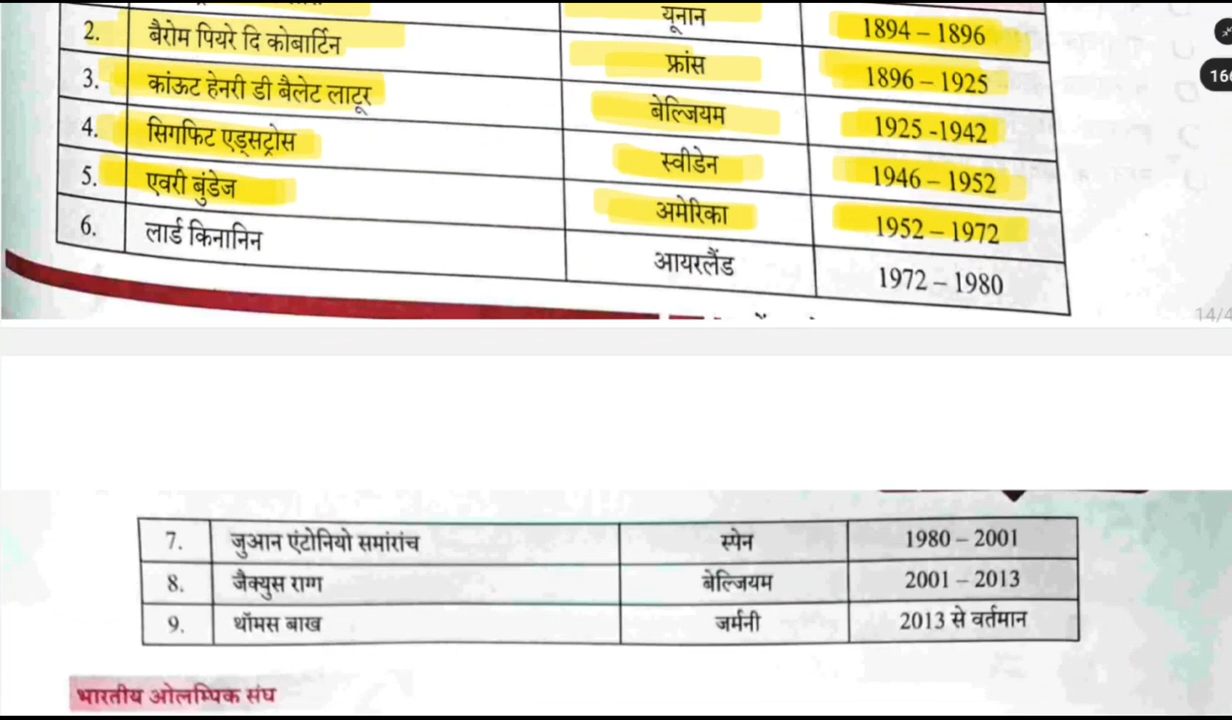 यूनान 1894 – 1896
2. बैरोम पियरे दि कोबार्टिन फ्रांस 1896 – 1925
3. कांऊट हेनरी डी बैलेट लाटूर बेल्जियम 1925 -1942
4. सिगफिट एड्सट्रोस स्वीडेन 1946 – 1952
5. एवरी बुंडेज अमेरिका 1952 – 1972
6. लार्ड किनानिन आयरलैंड 1972 – 1980
7. जुआन एंटोनियो समांरांच स्पेन 1980 – 2001
8. जैक्युस राग्ग बेल्जियम 2001 – 2013
9. थॉमस बाख जर्मनी 2013 से वर्तमान
भारतीय ओलम्पिक संघ